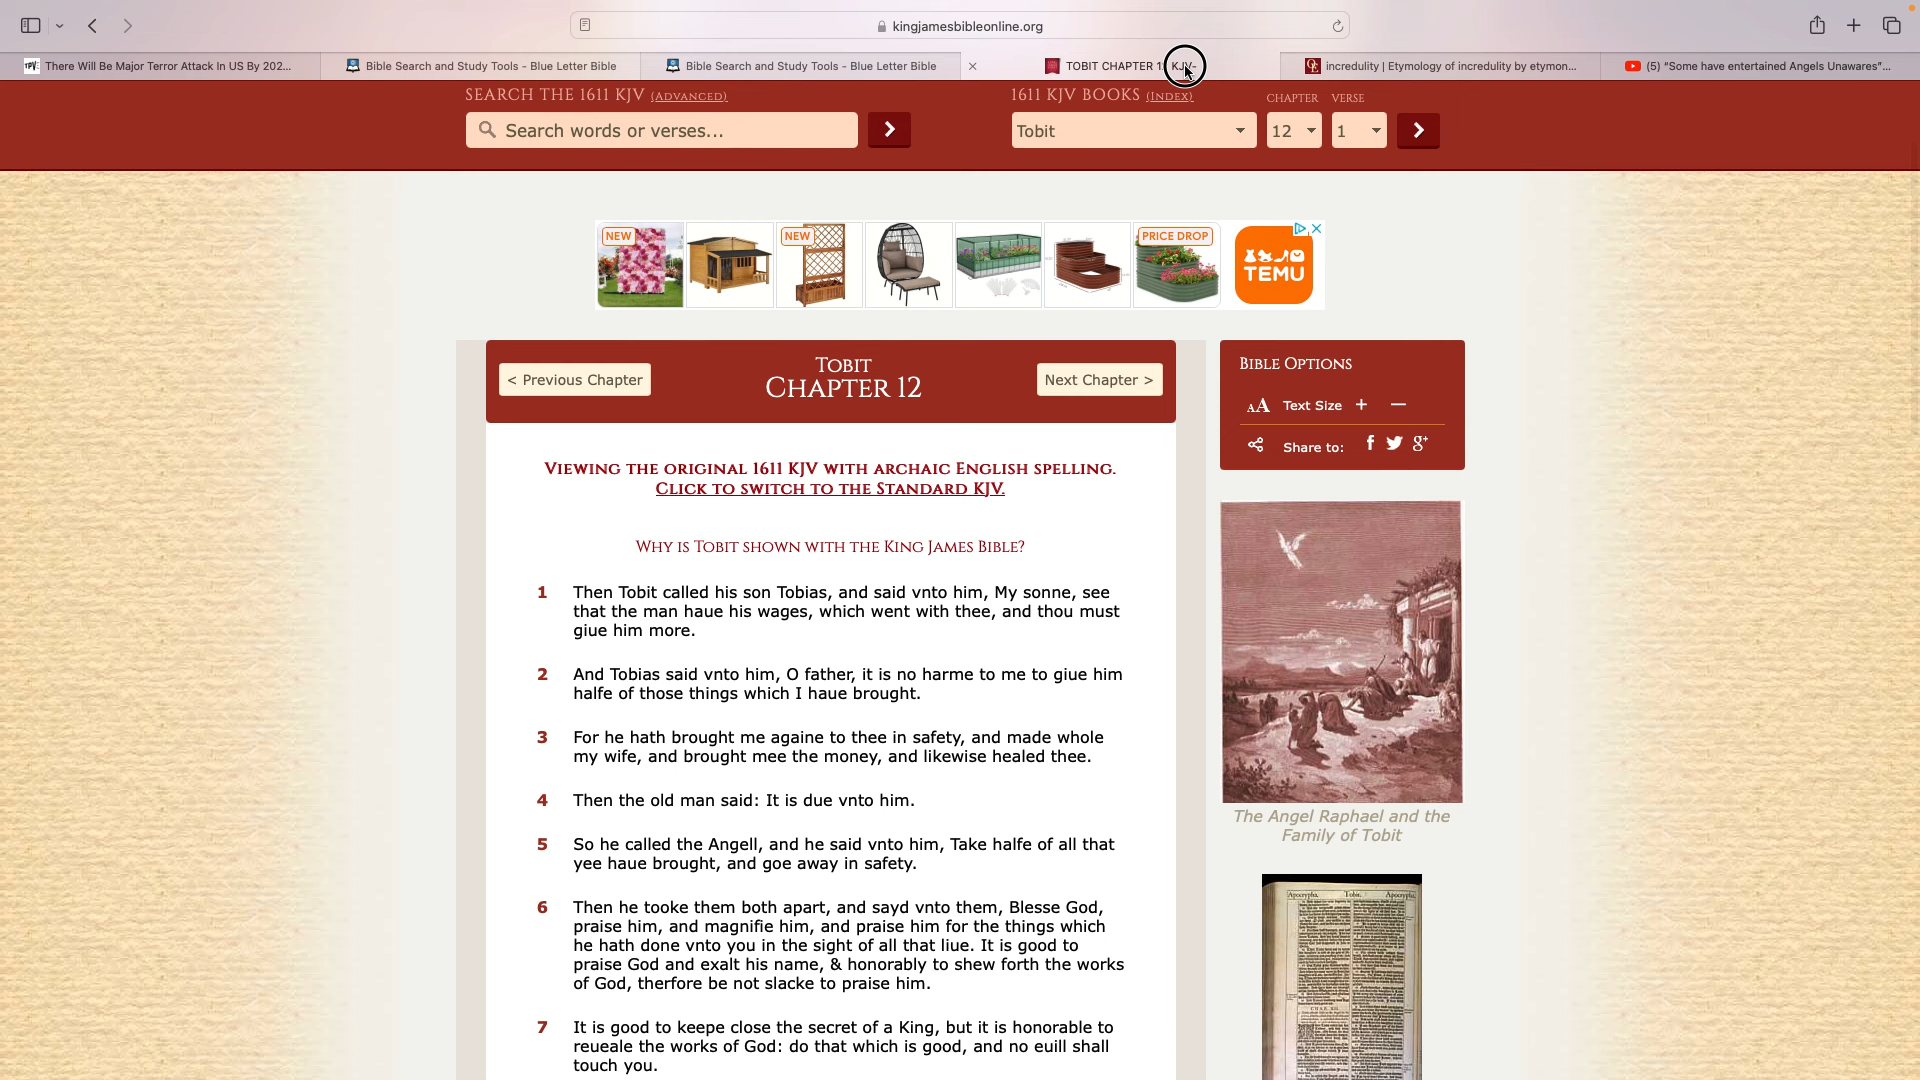 kingjamesbibleonline.org
There Will Be Major Terror Attack In US By 202...
Bible Search and Study Tools - Blue Letter Bible
Bible Search and Study Tools - Blue Letter Bible
TOBIT CHAPTER 1 KJV-
incredulity | Etymology of incredulity by etymon...
(5) "Some have entertained Angels Unawares"...
SEARCH THE 1611 KJV (ADVANCED)
1611 KJV BOOKS (INDEX)
CHAPTER VERSE
Search words or verses...
Tobit
12
1
NEW
NEW
PRICE DROP
TEMU
TOBIT
CHAPTER 12
< Previous Chapter
Next Chapter >
BIBLE OPTIONS
AA Text Size + −
Share to:
VIEWING THE ORIGINAL 1611 KJV WITH ARCHAIC ENGLISH SPELLING.
CLICK TO SWITCH TO THE STANDARD KJV.
WHY IS TOBIT SHOWN WITH THE KING JAMES BIBLE?
1 Then Tobit called his son Tobias, and said vnto him, My sonne, see
that the man haue his wages, which went with thee, and thou must
giue him more.
2 And Tobias said vnto him, O father, it is no harme to me to giue him
halfe of those things which I haue brought.
3 For he hath brought me againe to thee in safety, and made whole
my wife, and brought mee the money, and likewise healed thee.
4 Then the old man said: It is due vnto him.
5 So he called the Angell, and he said vnto him, Take halfe of all that
yee haue brought, and goe away in safety.
6 Then he tooke them both apart, and sayd vnto them, Blesse God,
praise him, and magnifie him, and praise him for the things which
he hath done vnto you in the sight of all that liue. It is good to
praise God and exalt his name, & honorably to shew forth the works
of God, therfore be not slacke to praise him.
7 It is good to keepe close the secret of a King, but it is honorable to
reueale the works of God: do that which is good, and no euill shall
touch you.
The Angel Raphael and the
Family of Tobit
Apocrypha. Tobit. Apocrypha.